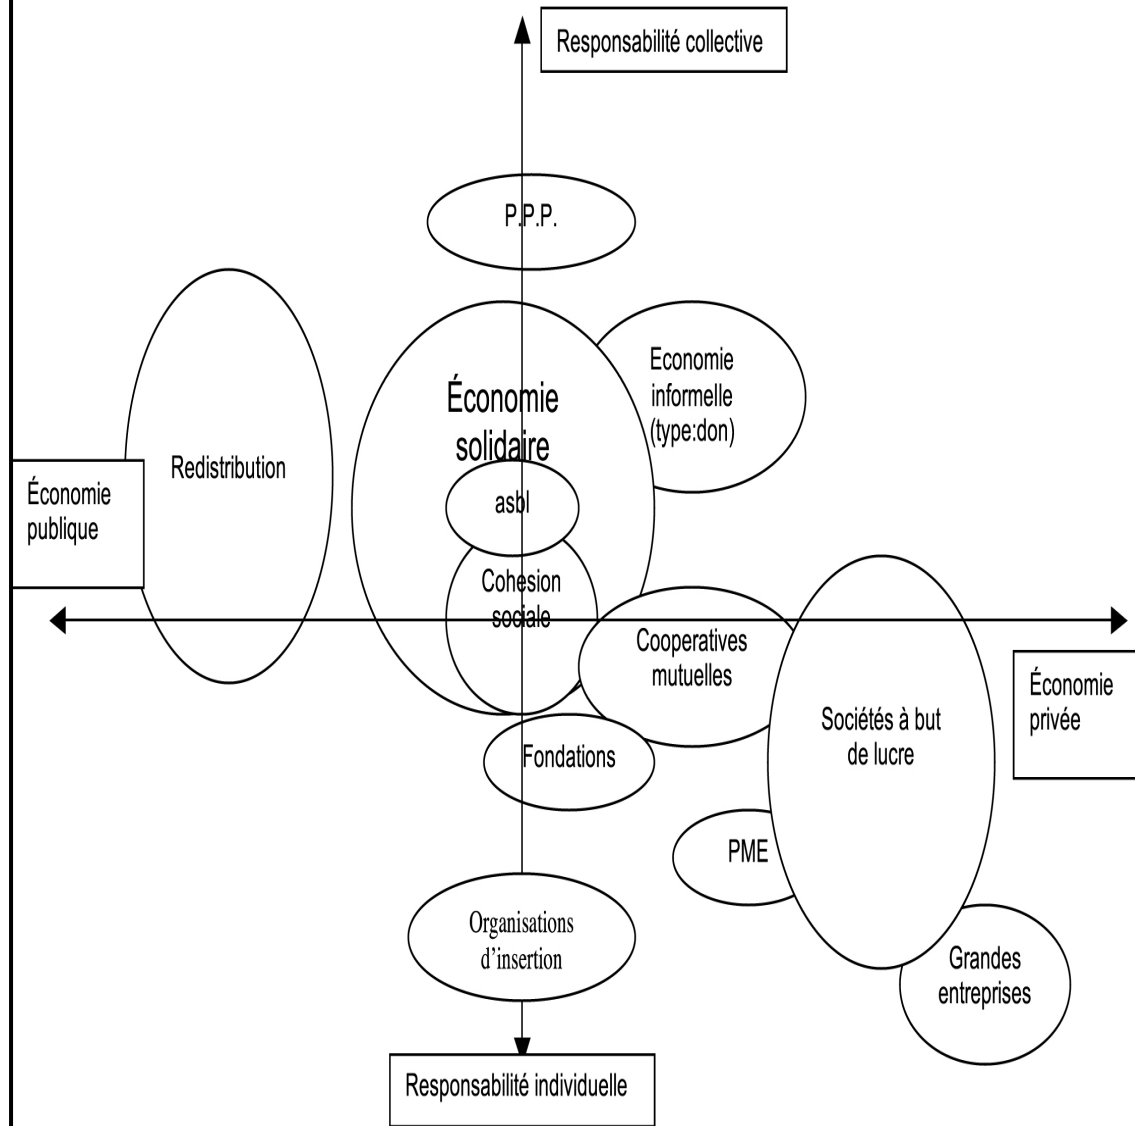 Responsabilité collective
P.P.P.
Economie
informelle
(type:don)
Économie
solidaire
Redistribution
Économie
publique
asbl
Cohesion
sociale
Cooperatives
mutuelles
Économie
privée
Sociétés à but
de lucre
Fondations
PME
Organisations
d’insertion
Grandes
entreprises
Responsabilité individuelle